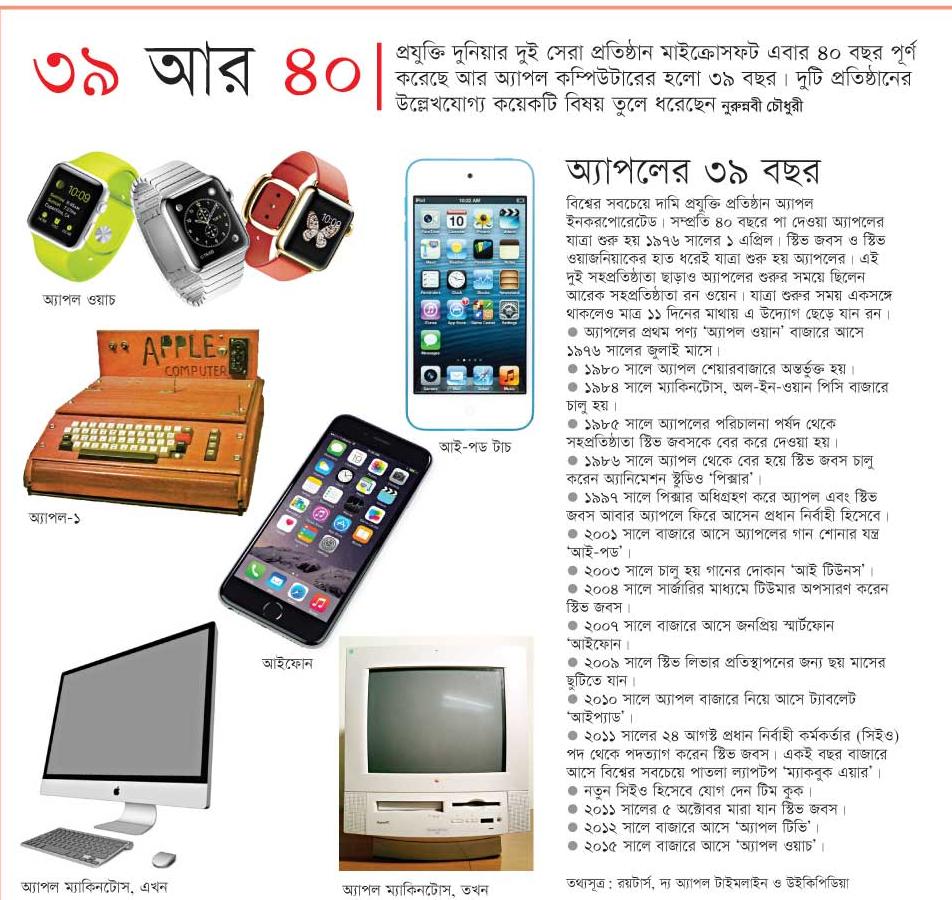 ৩৯ আর ৪০
প্রযুক্তি দুনিয়ার দুই সেরা প্রতিষ্ঠান মাইক্রোসফট এবার ৪০ বছর পূর্ণ
করেছে আর অ্যাপল কম্পিউটারের হলো ৩৯ বছর। দুটি প্রতিষ্ঠানের
উল্লেখযোগ্য কয়েকটি বিষয় তুলে ধরেছেন নুরুন্নবী চৌধুরী
অ্যাপল ওয়াচ
APPLE
COMPUTER
অ্যাপল-১
আই-পড টাচ
আইফোন
অ্যাপল ম্যাকিনটোস, এখন
অ্যাপল ম্যাকিনটোস, তখন
অ্যাপলের ৩৯ বছর
বিশ্বের সবচেয়ে দামি প্রযুক্তি প্রতিষ্ঠান অ্যাপল
ইনকরপোরেটেড। সম্প্রতি ৪০ বছরে পা দেওয়া অ্যাপলের
যাত্রা শুরু হয় ১৯৭৬ সালের ১ এপ্রিল। স্টিভ জবস ও স্টিভ
ওয়াজনিয়াকের হাত ধরেই যাত্রা শুরু হয় অ্যাপলের। এই
দুই সহপ্রতিষ্ঠাতা ছাড়াও অ্যাপলের শুরুর সময়ে ছিলেন
আরেক সহপ্রতিষ্ঠাতা রন ওয়েন। যাত্রা শুরুর সময় একসঙ্গে
থাকলেও মাত্র ১১ দিনের মাথায় এ উদ্যোগ ছেড়ে যান রন।
● অ্যাপলের প্রথম পণ্য ‘অ্যাপল ওয়ান’ বাজারে আসে
১৯৭৬ সালের জুলাই মাসে।
● ১৯৮০ সালে অ্যাপল শেয়ারবাজারে অন্তর্ভুক্ত হয়।
● ১৯৮৪ সালে ম্যাকিনটোস, অল-ইন-ওয়ান পিসি বাজারে
চালু হয়।
● ১৯৮৫ সালে অ্যাপলের পরিচালনা পর্ষদ থেকে
সহপ্রতিষ্ঠাতা স্টিভ জবসকে বের করে দেওয়া হয়।
● ১৯৮৬ সালে অ্যাপল থেকে বের হয়ে স্টিভ জবস চালু
করেন অ্যানিমেশন স্টুডিও ‘পিক্সার’।
● ১৯৯৭ সালে পিক্সার অধিগ্রহণ করে অ্যাপল এবং স্টিভ
জবস আবার অ্যাপলে ফিরে আসেন প্রধান নির্বাহী হিসেবে।
● ২০০১ সালে বাজারে আসে অ্যাপলের গান শোনার যন্ত্র
‘আই-পড’।
● ২০০৩ সালে চালু হয় গানের দোকান ‘আই টিউনস’।
● ২০০৪ সালে সার্জারির মাধ্যমে টিউমার অপসারণ করেন
স্টিভ জবস।
● ২০০৭ সালে বাজারে আসে জনপ্রিয় স্মার্টফোন
‘আইফোন।
● ২০০৯ সালে স্টিভ লিভার প্রতিস্থাপনের জন্য ছয় মাসের
ছুটিতে যান।
● ২০১০ সালে অ্যাপল বাজারে নিয়ে আসে ট্যাবলেট
‘আইপ্যাড’।
● ২০১১ সালের ২৪ আগস্ট প্রধান নির্বাহী কর্মকর্তার (সিইও)
পদ থেকে পদত্যাগ করেন স্টিভ জবস। একই বছর বাজারে
আসে বিশ্বের সবচেয়ে পাতলা ল্যাপটপ ‘ম্যাকবুক এয়ার’।
● নতুন সিইও হিসেবে যোগ দেন টিম কুক।
● ২০১১ সালের ৫ অক্টোবর মারা যান স্টিভ জবস।
● ২০১২ সালে বাজারে আসে ‘অ্যাপল টিভি’।
● ২০১৫ সালে বাজারে আসে ‘অ্যাপল ওয়াচ’।
তথ্যসূত্র : রয়টার্স, দ্য অ্যাপল টাইমলাইন ও উইকিপিডিয়া